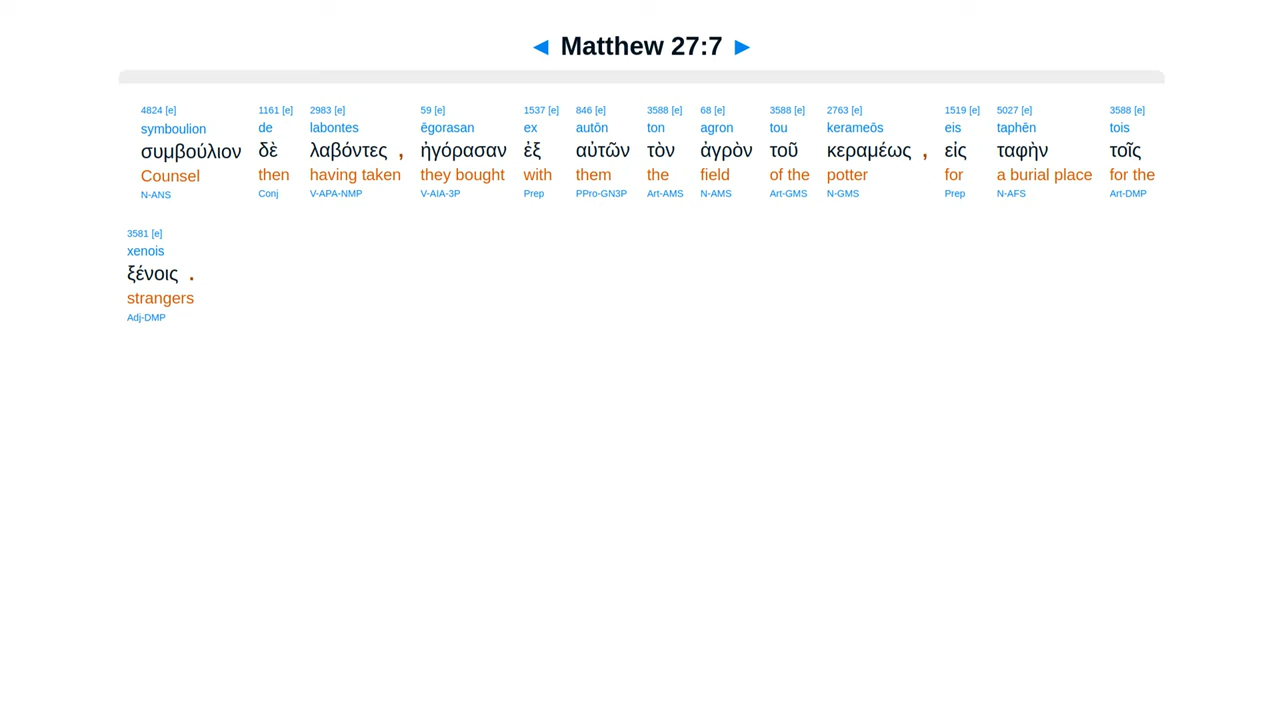 ◄ Matthew 27:7 ►
4824 [e] 1161 [e] 2983 [e] 59 [e] 1537 [e] 846 [e] 3588 [e] 68 [e] 3588 [e] 2763 [e] 1519 [e] 5027 [e] 3588 [e]
symboulion de labontes ēgorasan ex autōn ton agron tou kerameōs eis taphēn tois
συμβούλιον δὲ λαβόντες , ἠγόρασαν ἐξ αὐτῶν τὸν ἀγρὸν τοῦ κεραμέως , εἰς ταφὴν τοῖς
Counsel then having taken they bought with them the field of the potter for a burial place for the
N-ANS Conj V-APA-NMP V-AIA-3P Prep PPro-GN3P Art-AMS N-AMS Art-GMS N-GMS Prep N-AFS Art-DMP
3581 [e]
xenois
ξένοις .
strangers
Adj-DMP